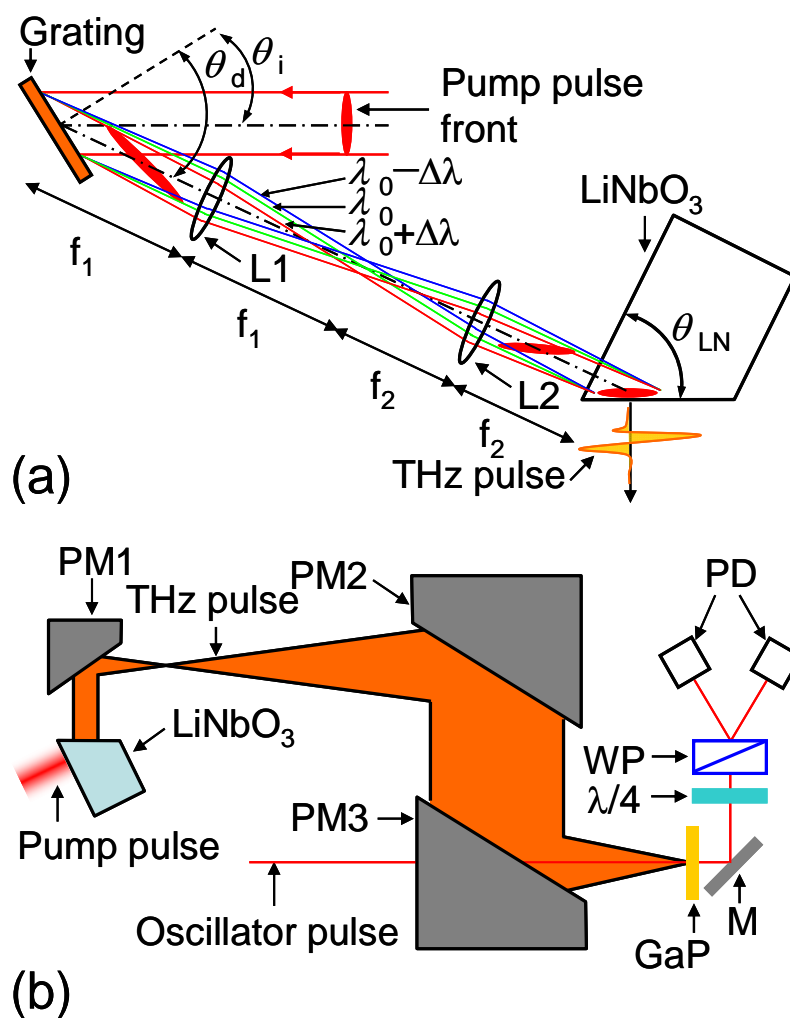 Grating
θd
θi
Pump pulse
front
λ0−Δλ
λ0
λ0+Δλ
LiNbO3
f1
L1
f1
θLN
f2
L2
f2
THz pulse
(a)
PM1
THz pulse
PM2
PD
LiNbO3
WP
λ/4
PM3
Pump pulse
Oscillator pulse
M
GaP
(b)